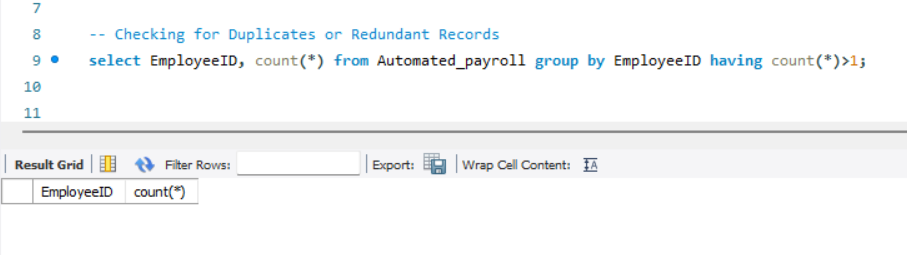 7
8 -- Checking for Duplicates or Redundant Records
9 select EmployeeID, count(*) from Automated_payroll group by EmployeeID having count(*)>1;
10
11
Result Grid Filter Rows: Export: Wrap Cell Content: IA
EmployeeID count(*)